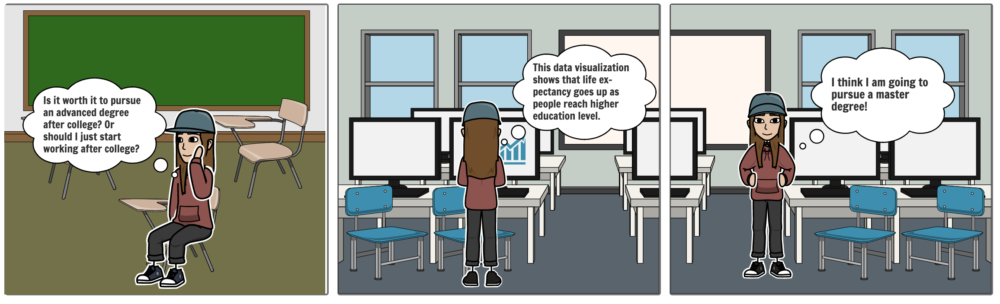 Is it worth it to pursue
an advanced degree
after college? Or
should I just start
working after college?
This data visualization
shows that life ex-
pectancy goes up as
people reach higher
education level.
I think I am going to
pursue a master
degree!